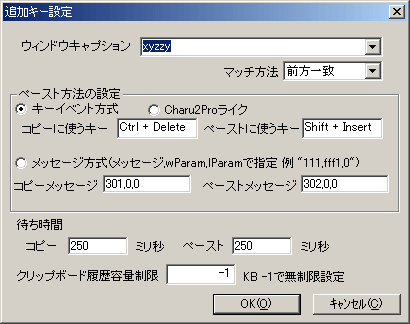 追加キー設定
ウィンドウキャプション xyzzy
マッチ方法 前方一致
ペースト方法の設定
キーイベント方式 Charu2Proライク
コピーに使うキー Ctrl + Delete ペーストに使うキー Shift + Insert
メッセージ方式(メッセージ,wParam,lParamで指定 例 "111,fff1,0")
コピーメッセージ 301,0,0 ペーストメッセージ 302,0,0
待ち時間
コピー 250 ミリ秒 ペースト 250 ミリ秒
クリップボード履歴容量制限 -1 KB -1で無制限設定
OK(O) キャンセル(C)